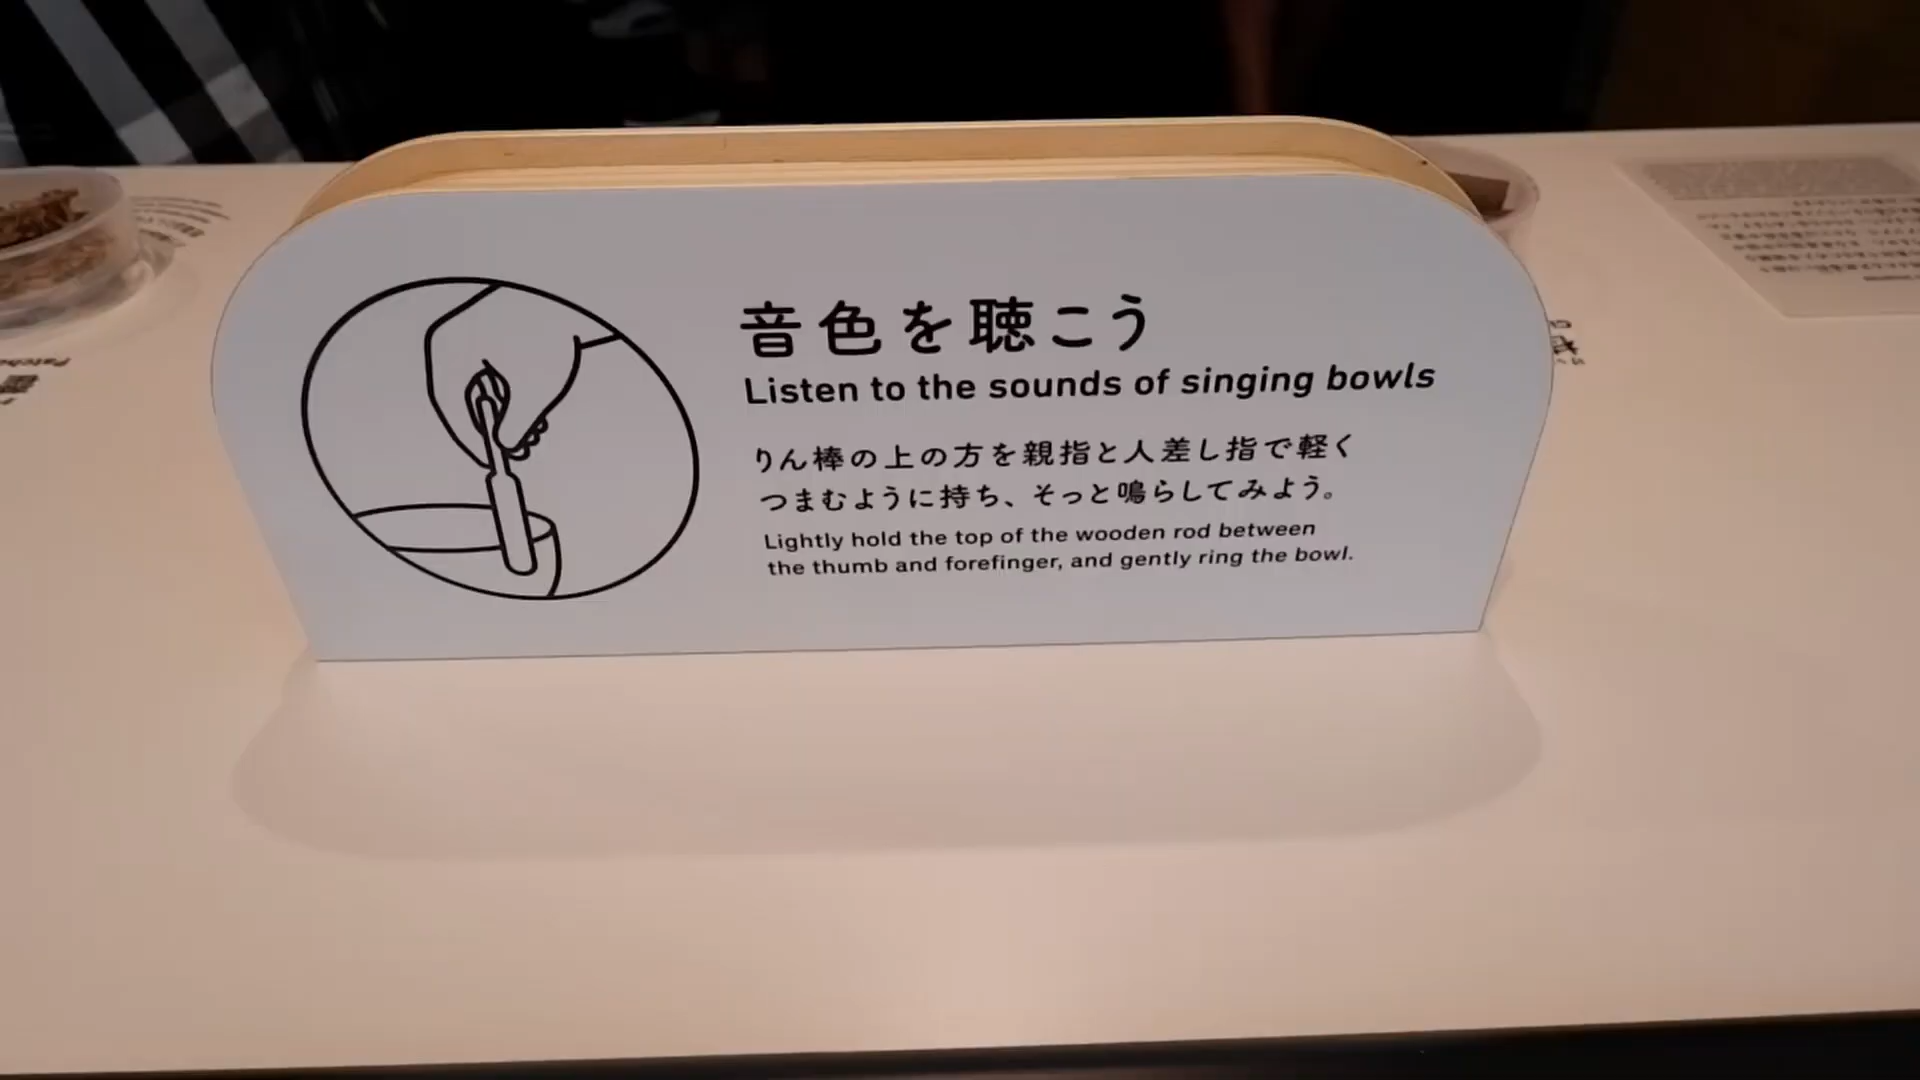 音色を聴こう
Listen to the sounds of singing bowls
りん棒の上の方を親指と人差し指で軽く
つまむように持ち、そっと鳴らしてみよう。
Lightly hold the top of the wooden rod between
the thumb and forefinger, and gently ring the bowl.